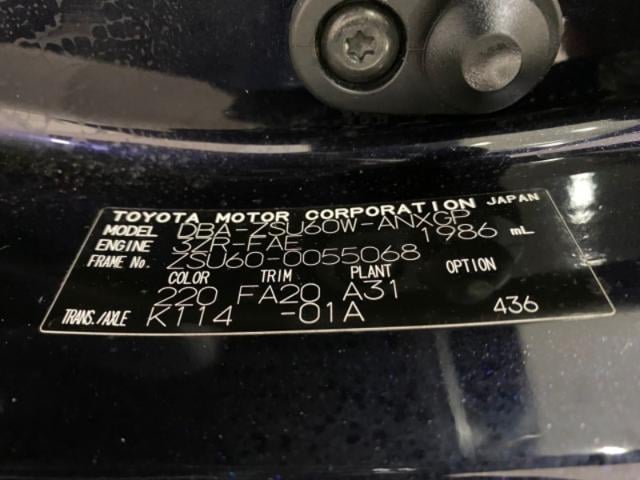 TOYOTA MOTOR CORPORATION JAPAN
MODEL DBA-ZSU60W-ANXGP
ENGINE 3ZR-FAE 1986 mL
FRAME No. ZSU60-0055068
COLOR TRIM PLANT OPTION
220 FA20 A31
TRANS./AXLE K114 -01A 436